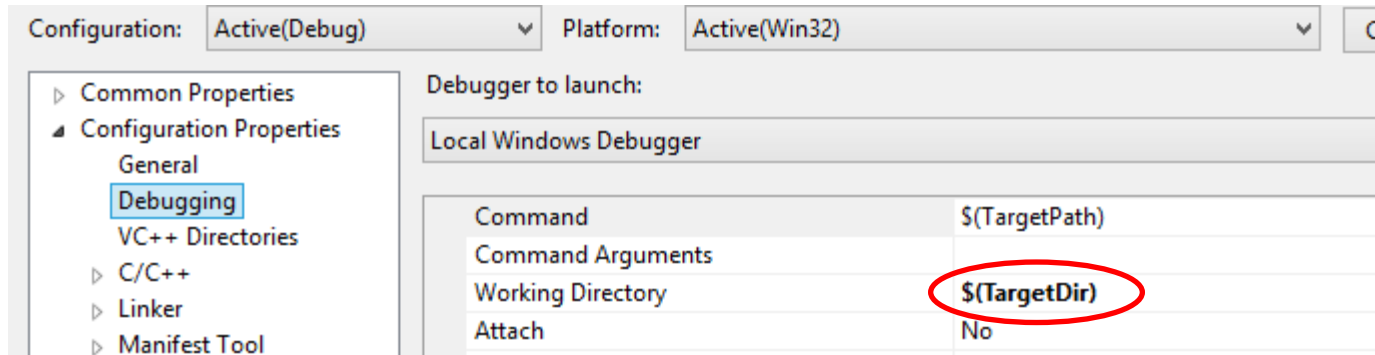 Configuration: Active(Debug) Platform: Active(Win32)
Common Properties
Configuration Properties
General
Debugging
VC++ Directories
C/C++
Linker
Manifest Tool
Debugger to launch:
Local Windows Debugger
Command $(TargetPath)
Command Arguments
Working Directory $(TargetDir)
Attach No